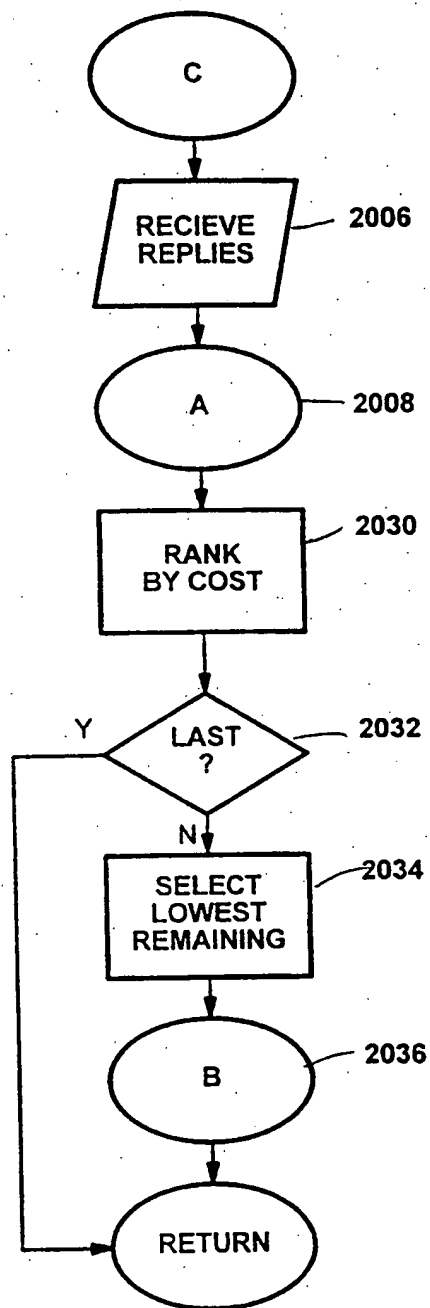 C
RECIEVE
REPLIES
2006
A
2008
RANK
BY COST
2030
LAST
?
2032
Y
N
SELECT
LOWEST
REMAINING
2034
B
2036
RETURN